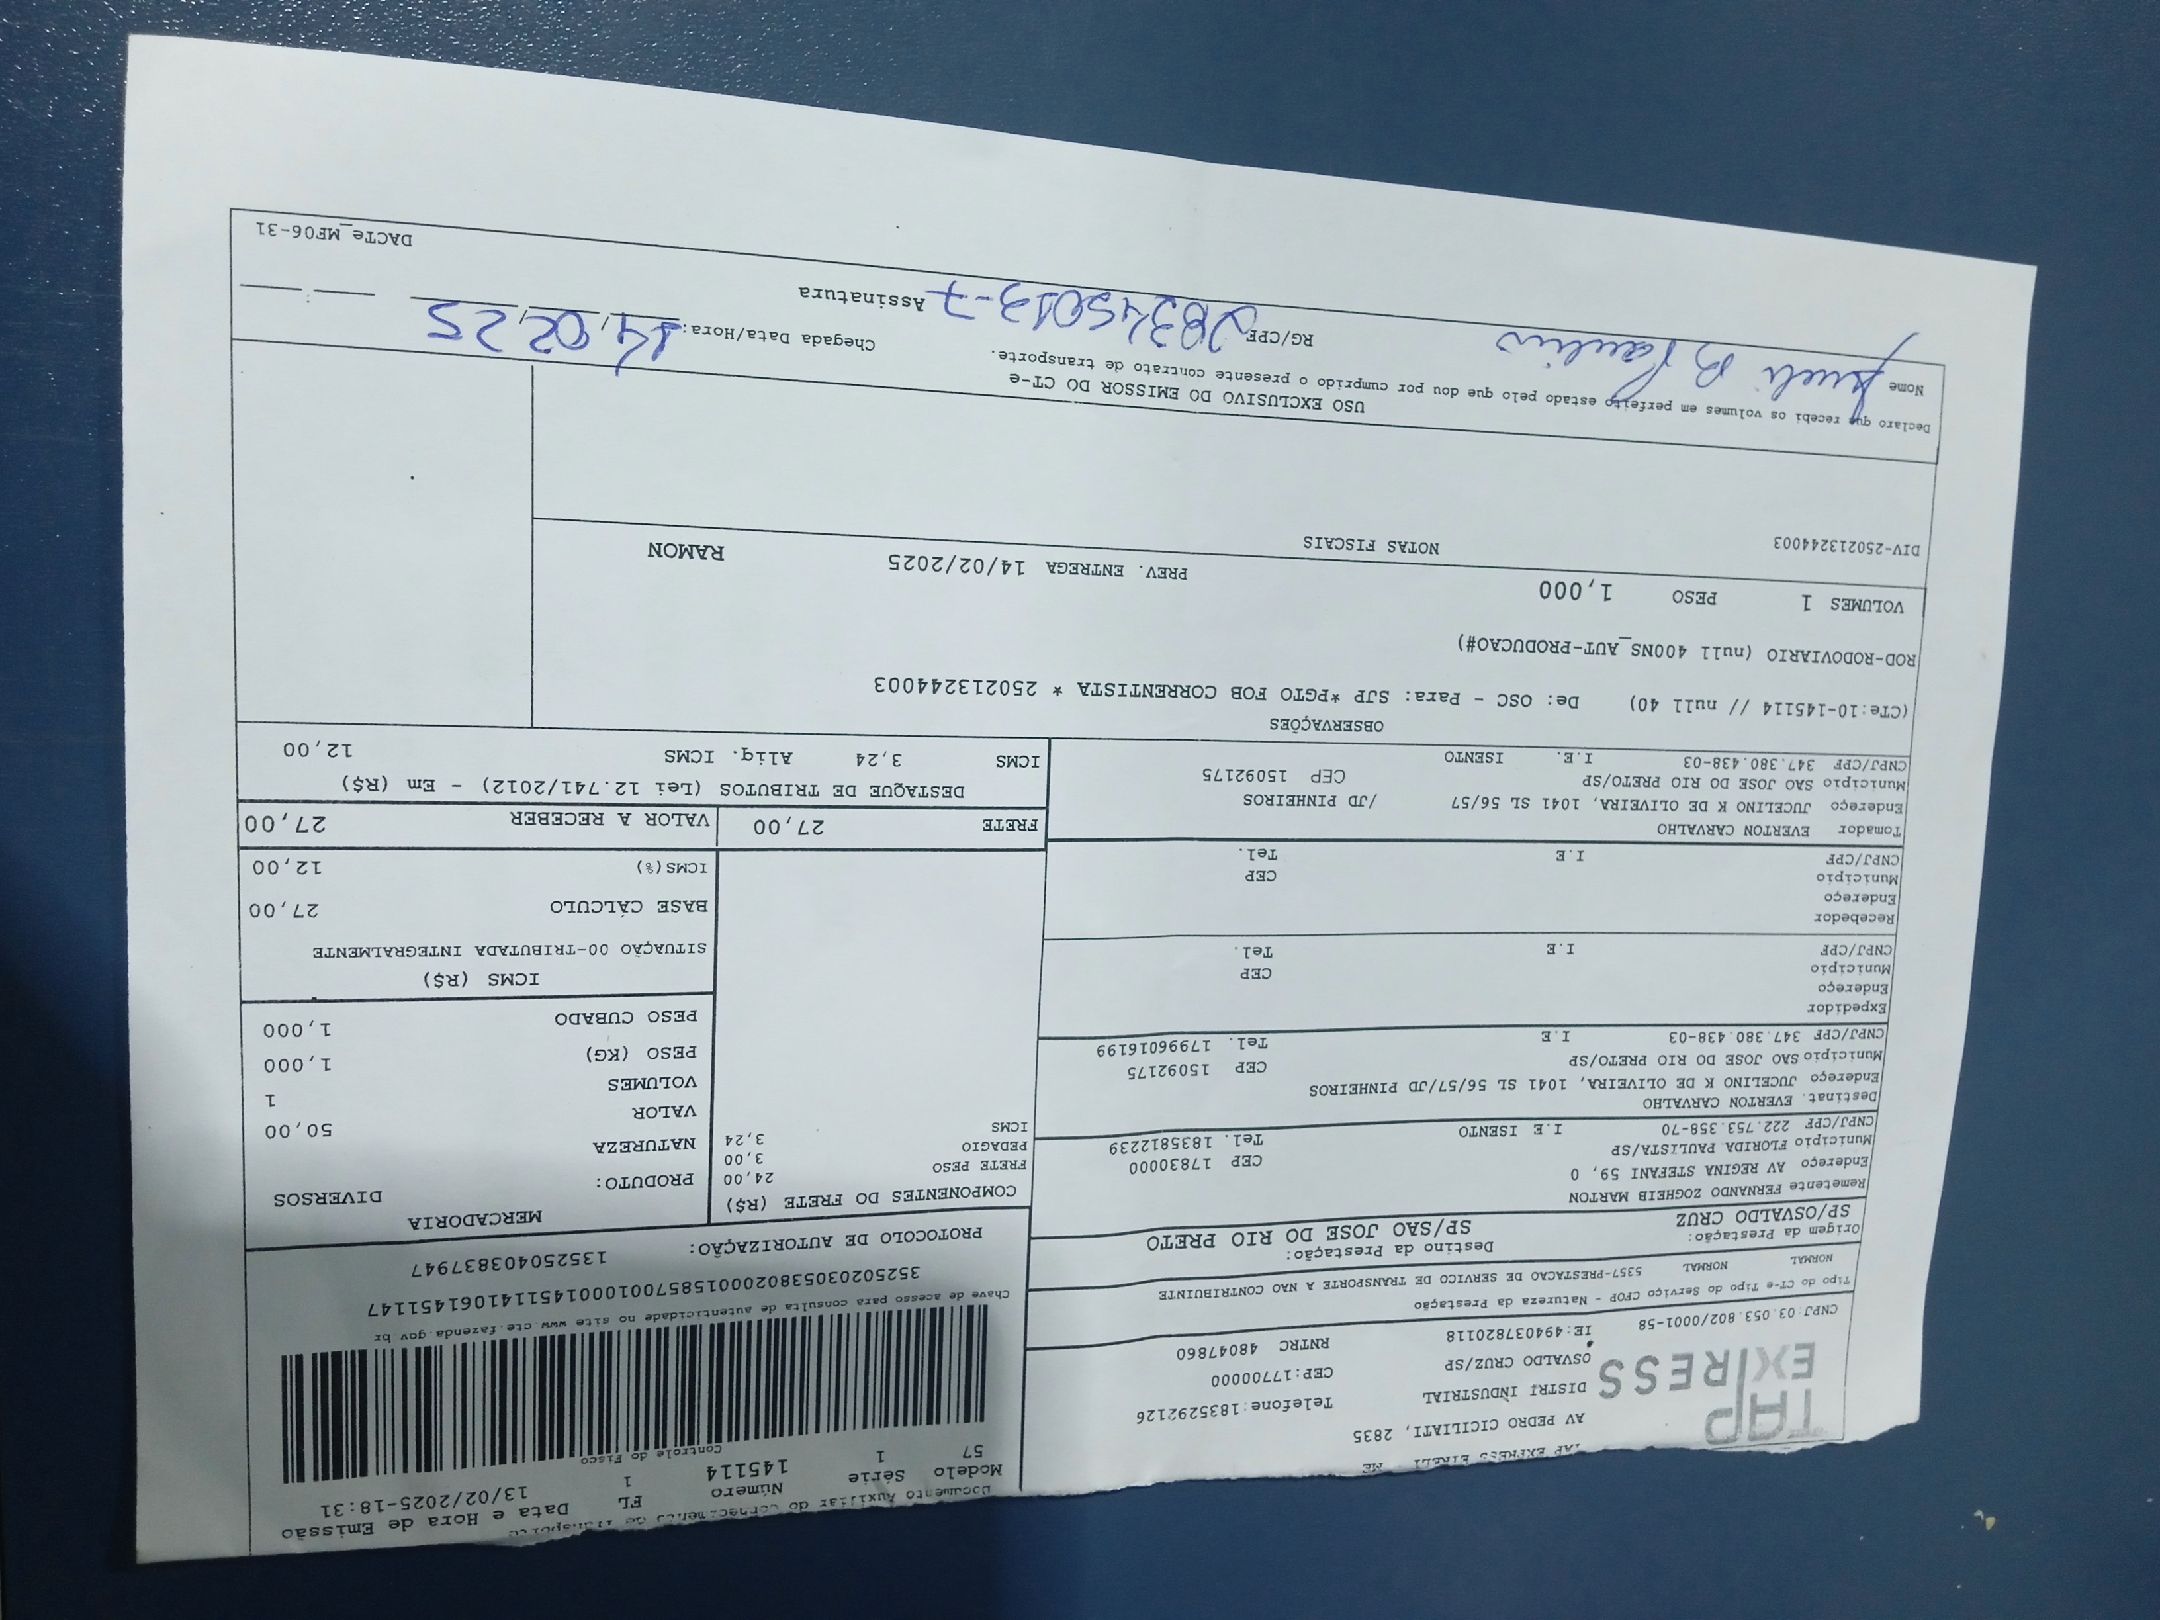 TAP EXPRESS
TAP EXPRESS EIRELI - ME
AV PEDRO CICILIATI, 2835
DISTRI INDUSTRIAL Telefone:1835292126
OSVALDO CRUZ/SP CEP:17700000
CNPJ:03.053.802/0001-58 IE:494037820118 RNTRC 48047860
Tipo do CT-e Tipo do Serviço CFOP - Natureza da Prestação
NORMAL NORMAL 5357-PRESTACAO DE SERVICO DE TRANSPORTE A NAO CONTRIBUINTE
Origem da Prestação: Destino da Prestação:
SP/OSVALDO CRUZ SP/SAO JOSE DO RIO PRETO
Remetente FERNANDO ZOGHEIB MARTON
Endereço AV REGINA STEFANI 59, 0
Município FLORIDA PAULISTA/SP CEP 17830000
CNPJ/CPF 222.753.358-70 I.E ISENTO Tel. 1835812239
Destinat. EVERTON CARVALHO
Endereço JUCELINO K DE OLIVEIRA, 1041 SL 56/57/JD PINHEIROS
Município SAO JOSE DO RIO PRETO/SP CEP 15092175
CNPJ/CPF 347.380.438-03 I.E Tel. 17996016199
Expedidor
Endereço
Município CEP
CNPJ/CPF I.E Tel.
Recebedor
Endereço
Município CEP
CNPJ/CPF I.E Tel.
Tomador EVERTON CARVALHO
Endereço JUCELINO K DE OLIVEIRA, 1041 SL 56/57 /JD PINHEIROS
Município SAO JOSE DO RIO PRETO/SP CEP 15092175
CNPJ/CPF 347.380.438-03 I.E. ISENTO
Documento Auxiliar do Conhecimento de Transporte
Modelo Série Número FL Data e Hora de Emissão
57 1 145114 1 13/02/2025-18:31
Controle do Fisco
Chave de acesso para consulta de autenticidade no site www.cte.fazenda.gov.br
35250203053802000158570010001451141061451147
PROTOCOLO DE AUTORIZAÇÃO: 135250403837947
COMPONENTES DO FRETE (R$)
FRETE PESO 24,00
PEDAGIO 3,00
ICMS 3,24
MERCADORIA
PRODUTO: DIVERSOS
NATUREZA
VALOR 50,00
VOLUMES 1
PESO (KG) 1,000
PESO CUBADO 1,000
ICMS (R$)
SITUAÇÃO 00-TRIBUTADA INTEGRALMENTE
BASE CÁLCULO 27,00
ICMS(%) 12,00
FRETE 27,00 VALOR A RECEBER 27,00
DESTAQUE DE TRIBUTOS (Lei 12.741/2012) - Em (R$)
ICMS 3,24 Aliq. ICMS 12,00
OBSERVAÇÕES
(CTe:10-145114 // null 40) De: OSC - Para: SJP *PGTO FOB CORRENTISTA * 250213244003
ROD-RODOVIARIO (null 400NS_AUT-PRODUCAO#)
VOLUMES 1 PESO 1,000 PREV. ENTREGA 14/02/2025 RAMON
NOTAS FISCAIS
DIV-250213244003
USO EXCLUSIVO DO EMISSOR DO CT-e
Declaro que recebi os volumes em perfeito estado pelo que dou por cumprido o presente contrato de transporte.
Chegada Data/Hora: 14,02,25
Nome RG/CPF Assinatura
DACTe_MF06-31